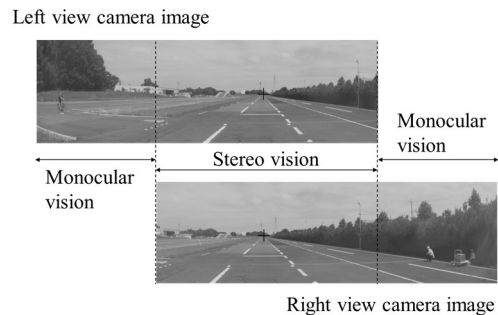 Left view camera image
Monocular
vision
Stereo vision
Monocular
vision
Right view camera image